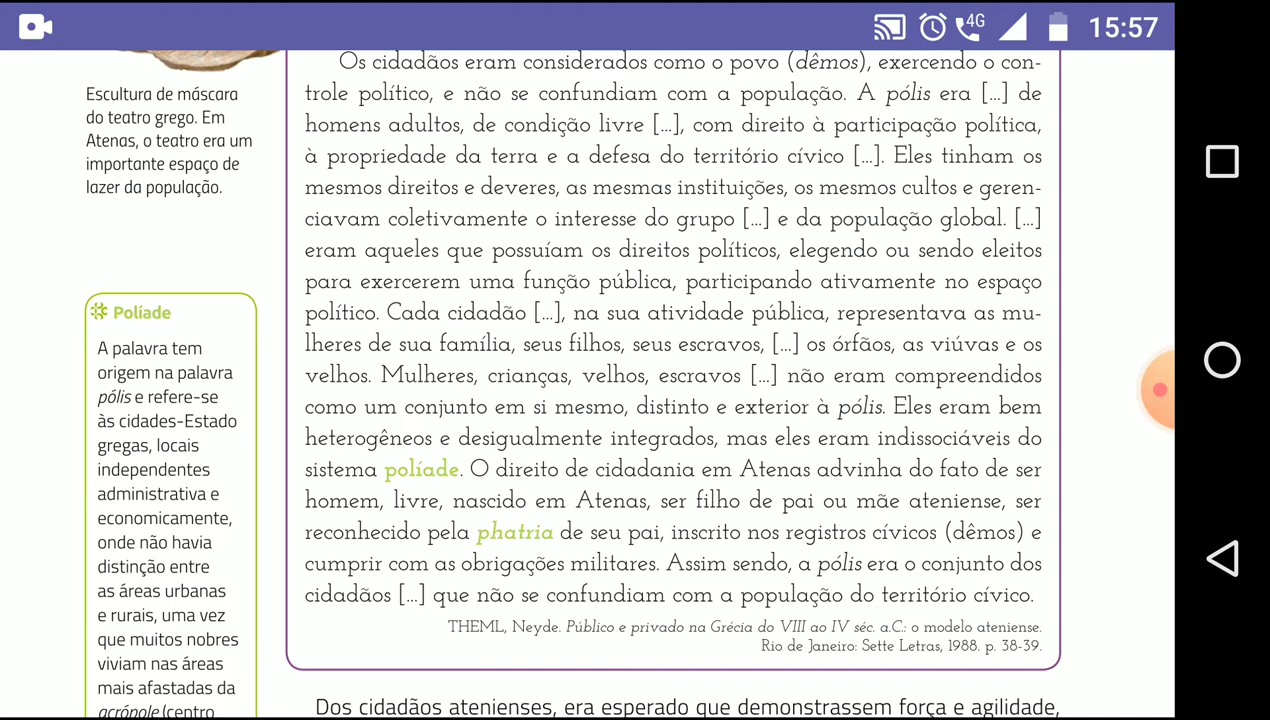 4G
15:57
Escultura de máscara
do teatro grego. Em
Atenas, o teatro era um
importante espaço de
lazer da população.
Políade
A palavra tem
origem na palavra
pólis e refere-se
às cidades-Estado
gregas, locais
independentes
administrativa e
economicamente,
onde não havia
distinção entre
as áreas urbanas
e rurais, uma vez
que muitos nobres
viviam nas áreas
mais afastadas da
acrópole (centro
Os cidadãos eram considerados como o povo (dêmos), exercendo o con-
trole político, e não se confundiam com a população. A pólis era [...] de
homens adultos, de condição livre [...], com direito à participação política,
à propriedade da terra e a defesa do território cívico [...]. Eles tinham os
mesmos direitos e deveres, as mesmas instituições, os mesmos cultos e geren-
ciavam coletivamente o interesse do grupo [...] e da população global. [...]
eram aqueles que possuíam os direitos políticos, elegendo ou sendo eleitos
para exercerem uma função pública, participando ativamente no espaço
político. Cada cidadão [...], na sua atividade pública, representava as mu-
lheres de sua família, seus filhos, seus escravos, [...] os órfãos, as viúvas e os
velhos. Mulheres, crianças, velhos, escravos [...] não eram compreendidos
como um conjunto em si mesmo, distinto e exterior à pólis. Eles eram bem
heterogêneos e desigualmente integrados, mas eles eram indissociáveis do
sistema políade. O direito de cidadania em Atenas advinha do fato de ser
homem, livre, nascido em Atenas, ser filho de pai ou mãe ateniense, ser
reconhecido pela phatria de seu pai, inscrito nos registros cívicos (dêmos) e
cumprir com as obrigações militares. Assim sendo, a pólis era o conjunto dos
cidadãos [...] que não se confundiam com a população do território cívico.
THEML, Neyde. Público e privado na Grécia do VIII ao IV séc. a.C.: o modelo ateniense.
Rio de Janeiro: Sette Letras, 1988. p. 38-39.
Dos cidadãos atenienses, era esperado que demonstrassem força e agilidade,